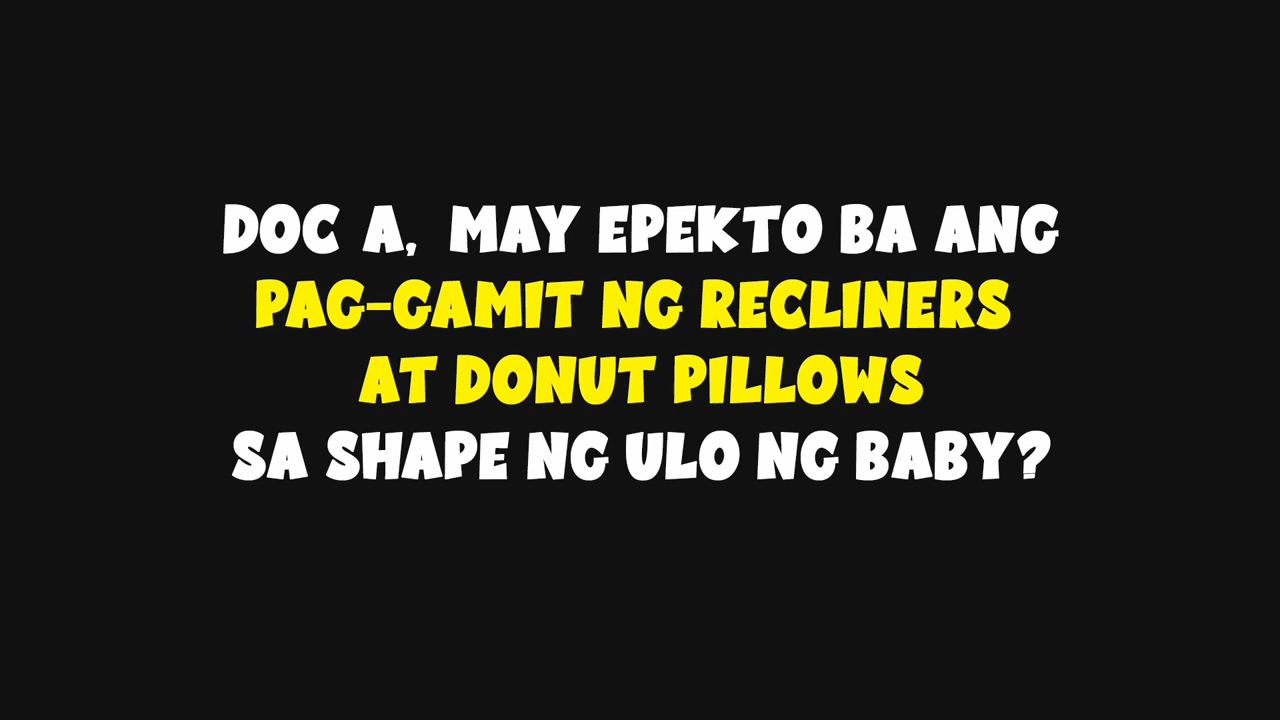 DOC A, MAY EPEKTO BA ANG
PAG-GAMIT NG RECLINERS
AT DONUT PILLOWS
SA SHAPE NG ULO NG BABY?